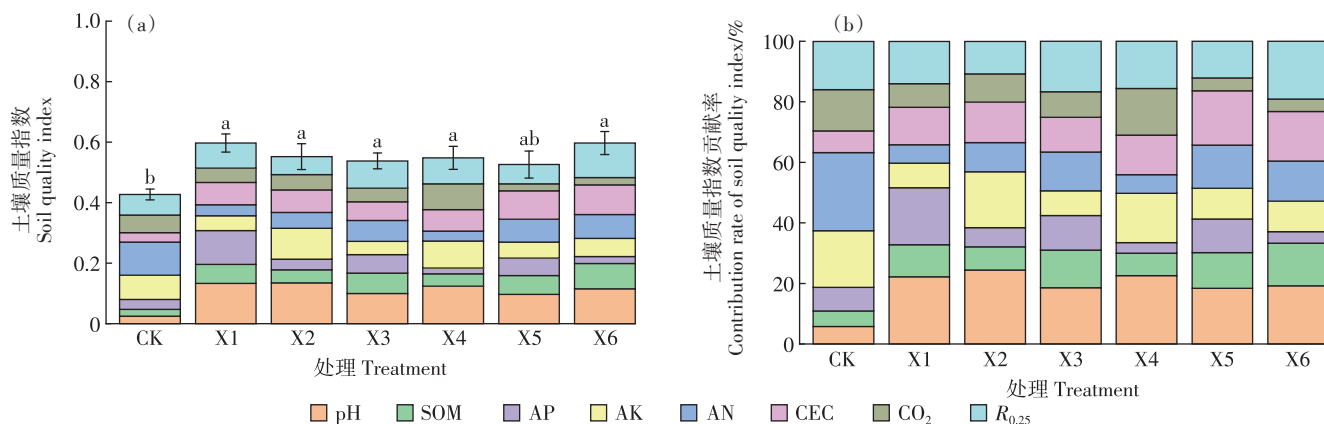 (a)
土壤质量指数
Soil quality index
1.0
0.8
0.6
0.4
0.2
0
b
a
a
a
a
ab
a
CK X1 X2 X3 X4 X5 X6
处理 Treatment
(b)
土壤质量指数贡献率
Contribution rate of soil quality index/%
100
80
60
40
20
0
CK X1 X2 X3 X4 X5 X6
处理 Treatment
pH SOM AP AK AN CEC CO₂ R₀.₂₅